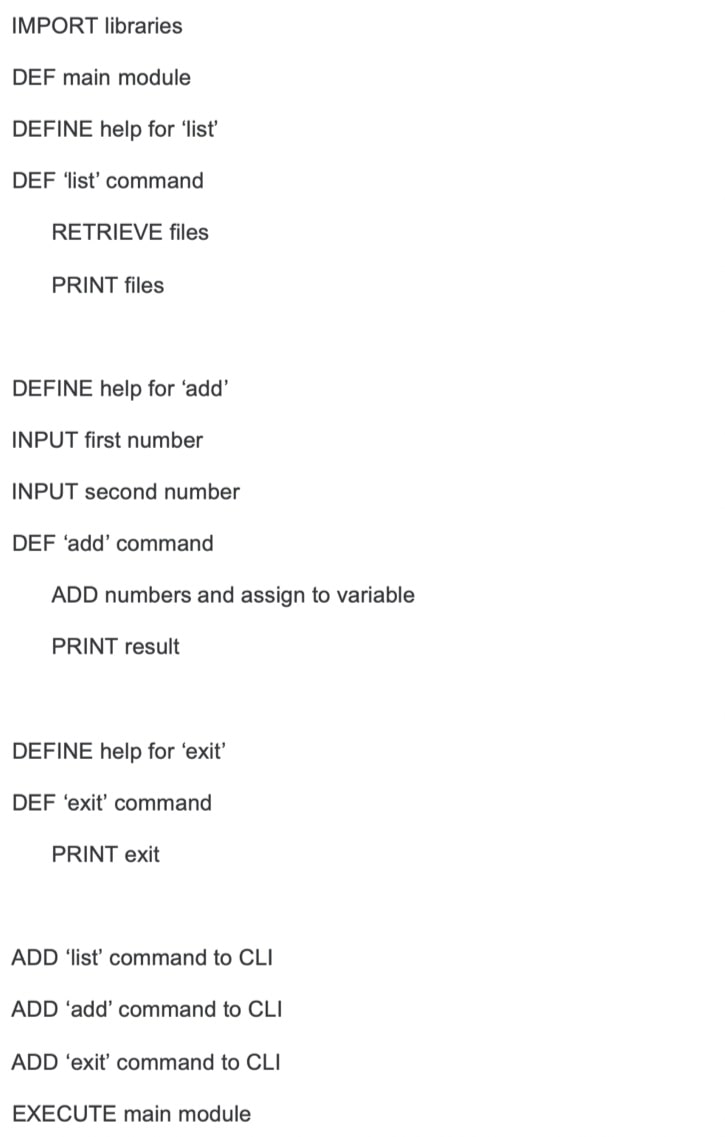 IMPORT libraries
DEF main module
DEFINE help for ‘list’
DEF ‘list’ command
RETRIEVE files
PRINT files
DEFINE help for ‘add’
INPUT first number
INPUT second number
DEF ‘add’ command
ADD numbers and assign to variable
PRINT result
DEFINE help for ‘exit’
DEF ‘exit’ command
PRINT exit
ADD ‘list’ command to CLI
ADD ‘add’ command to CLI
ADD ‘exit’ command to CLI
EXECUTE main module